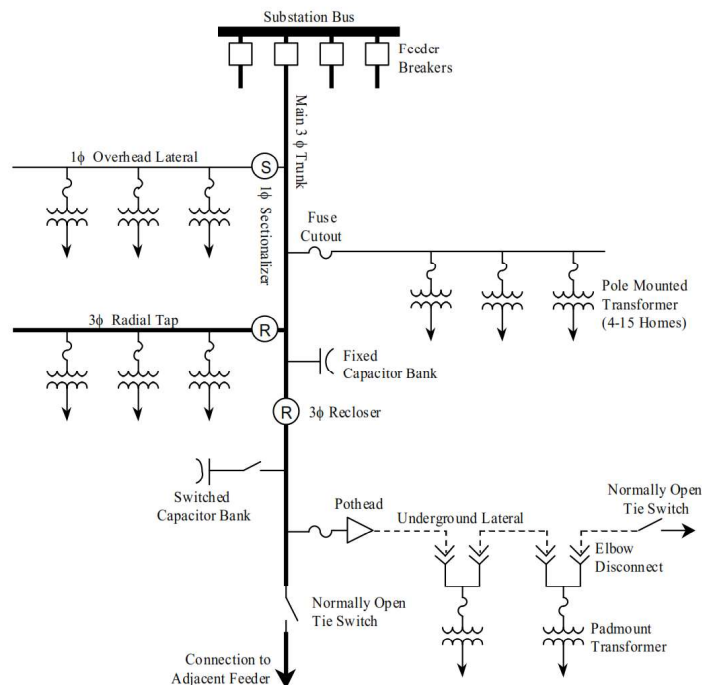 Substation Bus
Feeder
Breakers
Main 3 ϕ Trunk
1ϕ Overhead Lateral
S
1ϕ Sectionalizer
Fuse
Cutout
Pole Mounted
Transformer
(4-15 Homes)
3ϕ Radial Tap
R
Fixed
Capacitor Bank
R
3ϕ Recloser
Switched
Capacitor Bank
Pothead
Underground Lateral
Normally Open
Tie Switch
Elbow
Disconnect
Normally Open
Tie Switch
Padmount
Transformer
Connection to
Adjacent Feeder